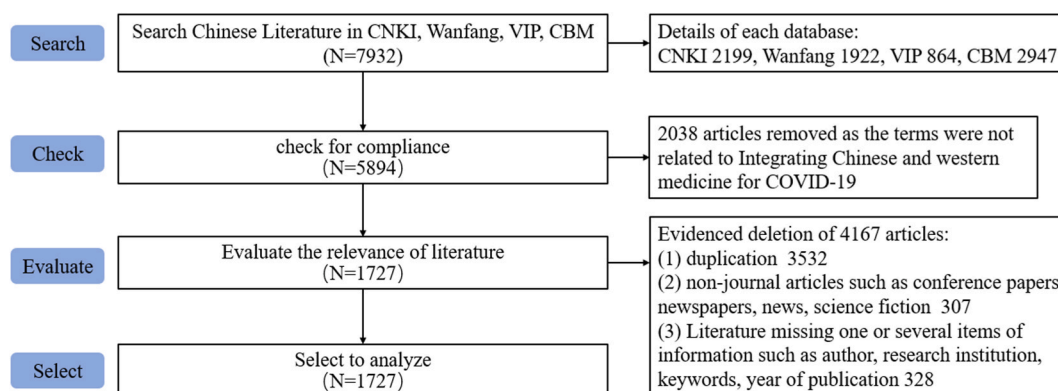 Search
Search Chinese Literature in CNKI, Wanfang, VIP, CBM
(N=7932)
Details of each database:
CNKI 2199, Wanfang 1922, VIP 864, CBM 2947
Check
check for compliance
(N=5894)
2038 articles removed as the terms were not
related to Integrating Chinese and western
medicine for COVID-19
Evaluate
Evaluate the relevance of literature
(N=1727)
Evidenced deletion of 4167 articles:
(1) duplication 3532
(2) non-journal articles such as conference papers
newspapers, news, science fiction 307
(3) Literature missing one or several items of
information such as author, research institution,
keywords, year of publication 328
Select
Select to analyze
(N=1727)